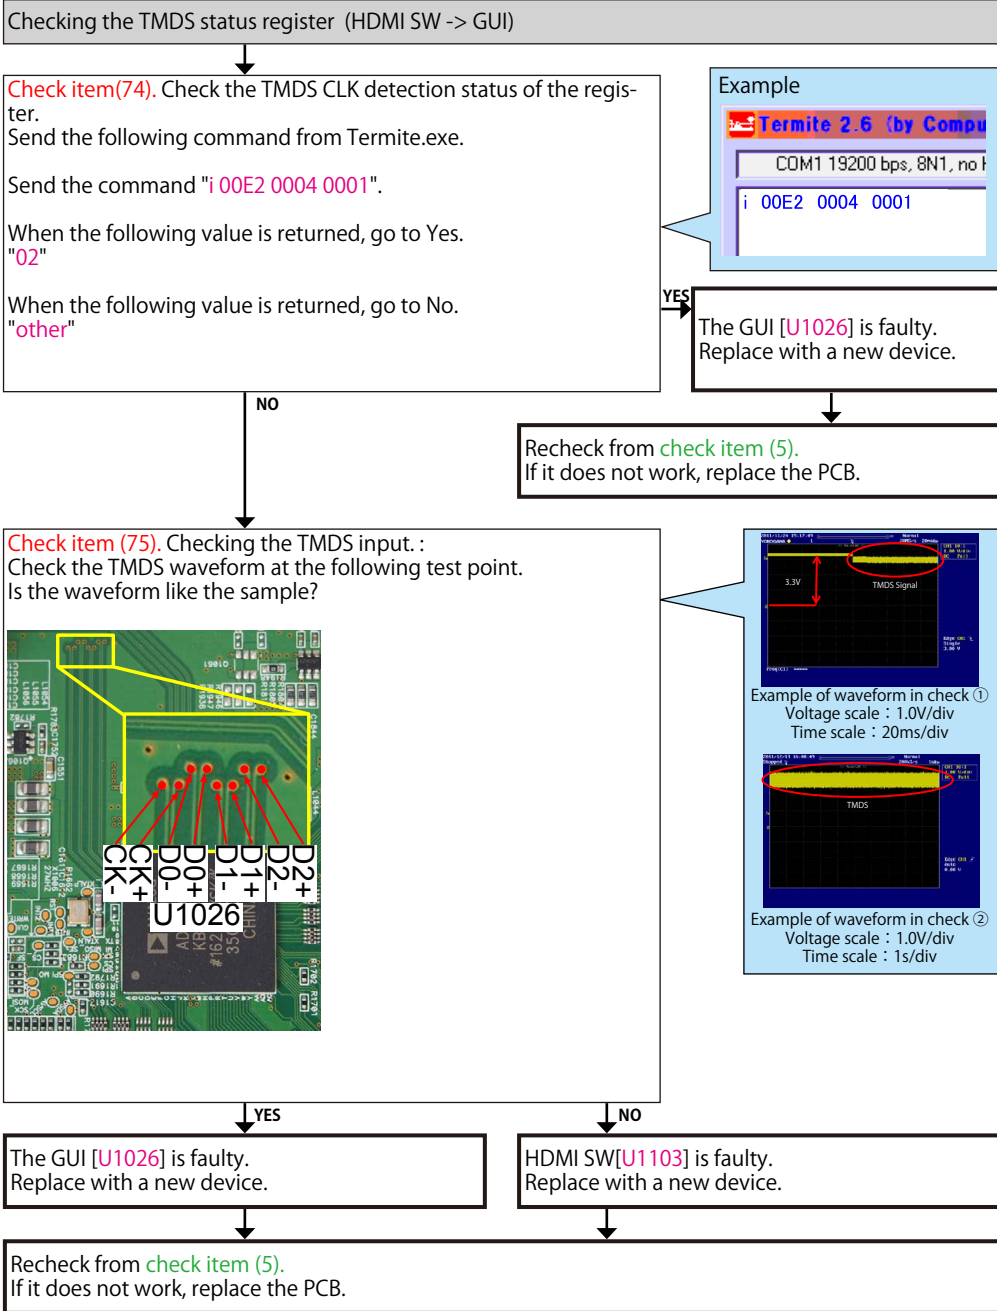 Checking the TMDS status register (HDMI SW -> GUI)
Check item(74). Check the TMDS CLK detection status of the regis-
ter.
Send the following command from Termite.exe.
Send the command "i 00E2 0004 0001".
When the following value is returned, go to Yes.
"02"
When the following value is returned, go to No.
"other"
Example
Termite 2.6 (by Compu
COM1 19200 bps, 8N1, no h
i 00E2 0004 0001
YES
The GUI [U1026] is faulty.
Replace with a new device.
NO
Recheck from check item (5).
If it does not work, replace the PCB.
Check item (75). Checking the TMDS input. :
Check the TMDS waveform at the following test point.
Is the waveform like the sample?
Q1061
R1782
C1551
C1844
L1044
CK-
CK+
D0-
D0+
D1-
D1+
D2-
D2+
U1026
R1702
R1701
3.3V
TMDS Signal
Example of waveform in check ①
Voltage scale：1.0V/div
Time scale：20ms/div
TMDS
Example of waveform in check ②
Voltage scale：1.0V/div
Time scale：1s/div
YES
NO
The GUI [U1026] is faulty.
Replace with a new device.
HDMI SW[U1103] is faulty.
Replace with a new device.
Recheck from check item (5).
If it does not work, replace the PCB.